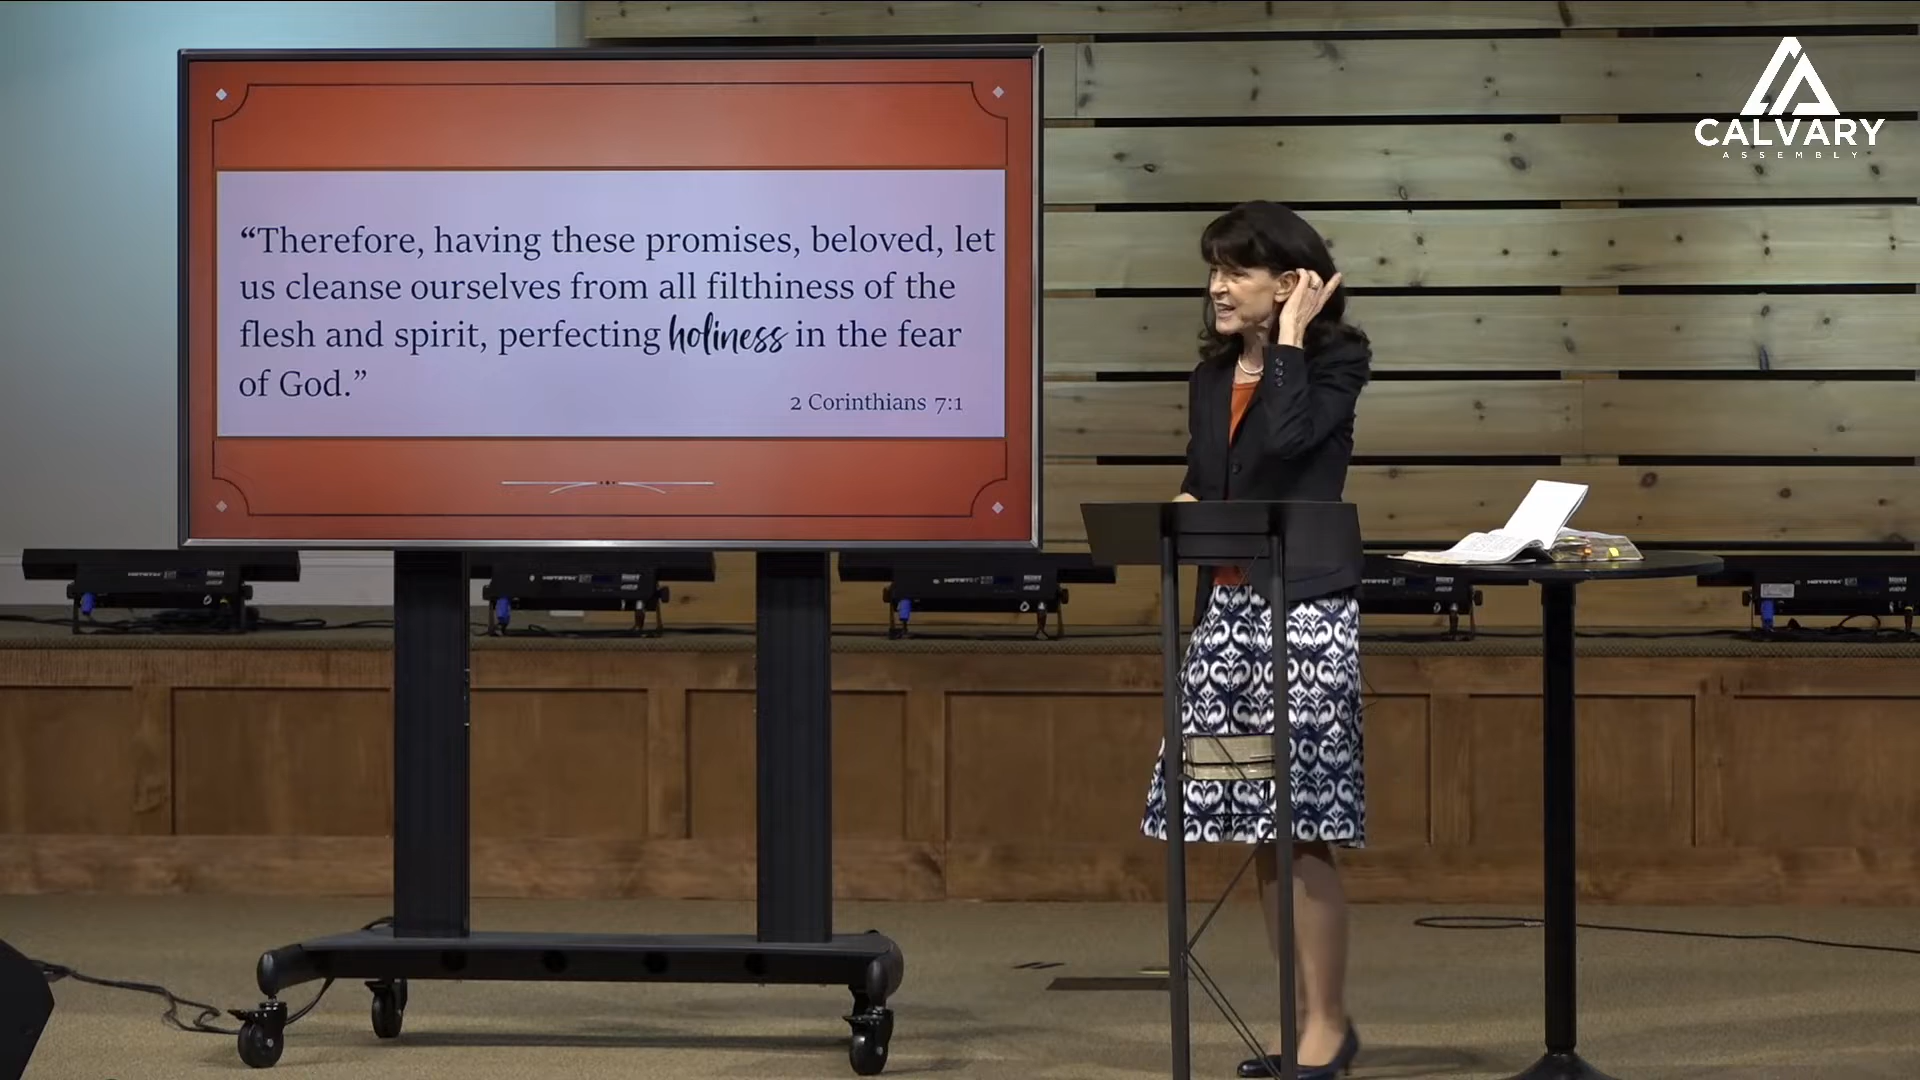 CALVARY
ASSEMBLY
“Therefore, having these promises, beloved, let
us cleanse ourselves from all filthiness of the
flesh and spirit, perfecting holiness in the fear
of God.”
2 Corinthians 7:1